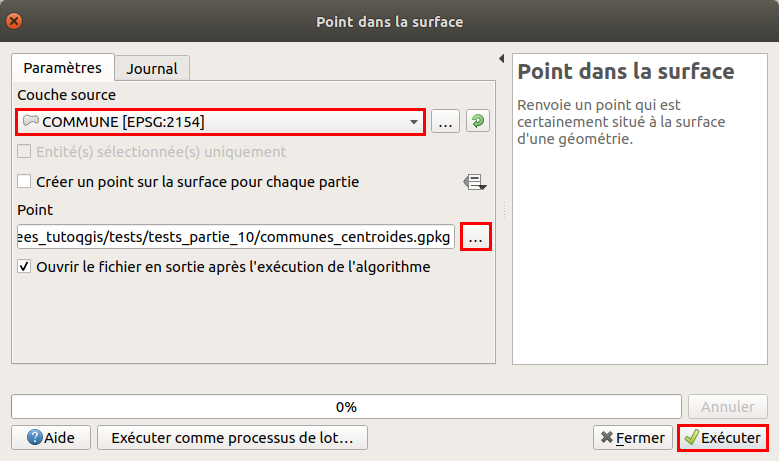 Point dans la surface
Paramètres
Journal
Couche source
COMMUNE [EPSG:2154]
...
Entité(s) sélectionnée(s) uniquement
Créer un point sur la surface pour chaque partie
Point
ees_tutoqgis/tests/tests_partie_10/communes_centroides.gpkg
...
Ouvrir le fichier en sortie après l'exécution de l'algorithme
Point dans la surface
Renvoie un point qui est
certainement situé à la surface
d'une géométrie.
0%
Annuler
Aide
Exécuter comme processus de lot...
Fermer
Exécuter